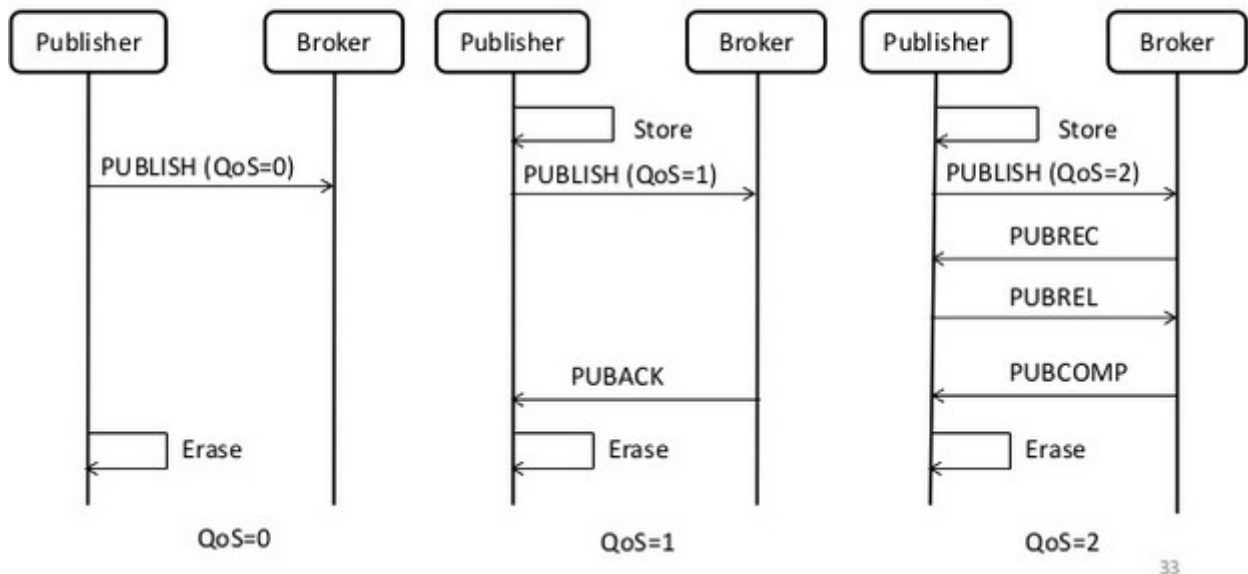 Publisher
Broker
PUBLISH (QoS=0)
Erase
QoS=0
Publisher
Broker
Store
PUBLISH (QoS=1)
PUBACK
Erase
QoS=1
Publisher
Broker
Store
PUBLISH (QoS=2)
PUBREC
PUBREL
PUBCOMP
Erase
QoS=2
33